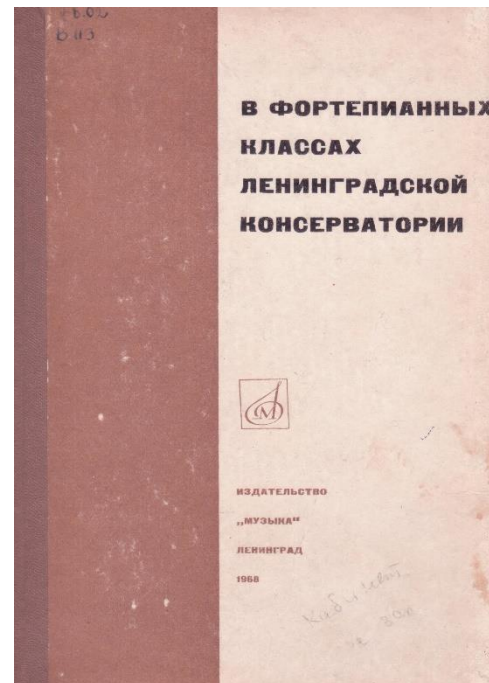 В ФОРТЕПИАННЫХ
КЛАССАХ
ЛЕНИНГРАДСКОЙ
КОНСЕРВАТОРИИ
ИЗДАТЕЛЬСТВО
„МУЗЫКА“
ЛЕНИНГРАД
1968